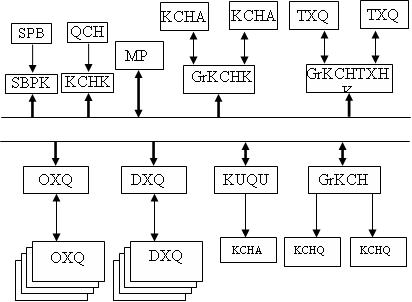 KCHA KCHA TXQ TXQ
SPB QCH
MP
SBPK KCHK GrKCHK GrKCHTXH
K
OXQ DXQ KUQU GrKCH
OXQ DXQ KCHA KCHQ KCHQ